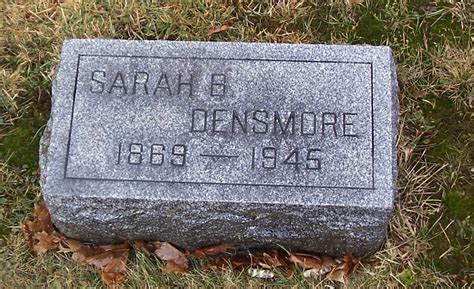 SARAH B
DENSMORE
1869 — 1945